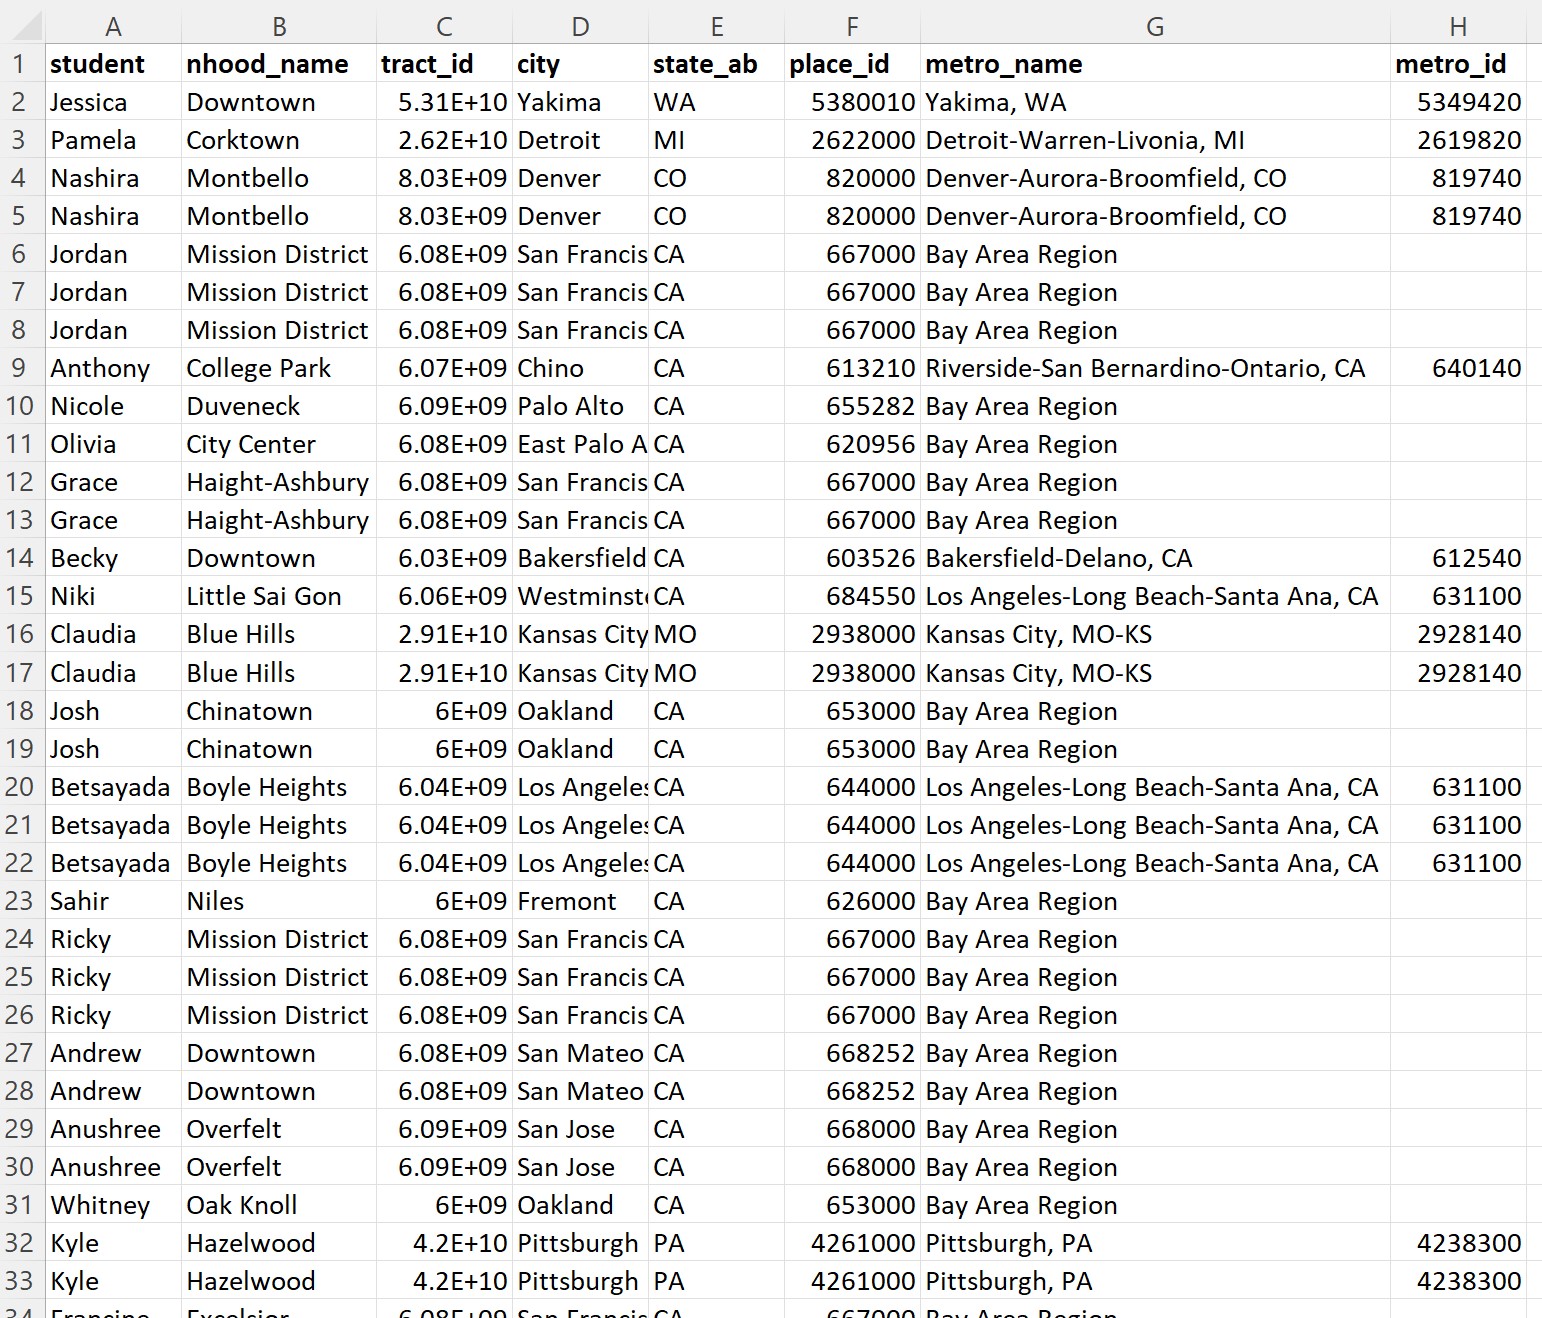 A B C D E F G H
1 student nhood_name tract_id city state_ab place_id metro_name metro_id
2 Jessica Downtown 5.31E+10 Yakima WA 5380010 Yakima, WA 5349420
3 Pamela Corktown 2.62E+10 Detroit MI 2622000 Detroit-Warren-Livonia, MI 2619820
4 Nashira Montbello 8.03E+09 Denver CO 820000 Denver-Aurora-Broomfield, CO 819740
5 Nashira Montbello 8.03E+09 Denver CO 820000 Denver-Aurora-Broomfield, CO 819740
6 Jordan Mission District 6.08E+09 San Francis CA 667000 Bay Area Region
7 Jordan Mission District 6.08E+09 San Francis CA 667000 Bay Area Region
8 Jordan Mission District 6.08E+09 San Francis CA 667000 Bay Area Region
9 Anthony College Park 6.07E+09 Chino CA 613210 Riverside-San Bernardino-Ontario, CA 640140
10 Nicole Duveneck 6.09E+09 Palo Alto CA 655282 Bay Area Region
11 Olivia City Center 6.08E+09 East Palo A CA 620956 Bay Area Region
12 Grace Haight-Ashbury 6.08E+09 San Francis CA 667000 Bay Area Region
13 Grace Haight-Ashbury 6.08E+09 San Francis CA 667000 Bay Area Region
14 Becky Downtown 6.03E+09 Bakersfield CA 603526 Bakersfield-Delano, CA 612540
15 Niki Little Sai Gon 6.06E+09 Westminste CA 684550 Los Angeles-Long Beach-Santa Ana, CA 631100
16 Claudia Blue Hills 2.91E+10 Kansas City MO 2938000 Kansas City, MO-KS 2928140
17 Claudia Blue Hills 2.91E+10 Kansas City MO 2938000 Kansas City, MO-KS 2928140
18 Josh Chinatown 6E+09 Oakland CA 653000 Bay Area Region
19 Josh Chinatown 6E+09 Oakland CA 653000 Bay Area Region
20 Betsayada Boyle Heights 6.04E+09 Los Angeles CA 644000 Los Angeles-Long Beach-Santa Ana, CA 631100
21 Betsayada Boyle Heights 6.04E+09 Los Angeles CA 644000 Los Angeles-Long Beach-Santa Ana, CA 631100
22 Betsayada Boyle Heights 6.04E+09 Los Angeles CA 644000 Los Angeles-Long Beach-Santa Ana, CA 631100
23 Sahir Niles 6E+09 Fremont CA 626000 Bay Area Region
24 Ricky Mission District 6.08E+09 San Francis CA 667000 Bay Area Region
25 Ricky Mission District 6.08E+09 San Francis CA 667000 Bay Area Region
26 Ricky Mission District 6.08E+09 San Francis CA 667000 Bay Area Region
27 Andrew Downtown 6.08E+09 San Mateo CA 668252 Bay Area Region
28 Andrew Downtown 6.08E+09 San Mateo CA 668252 Bay Area Region
29 Anushree Overfelt 6.09E+09 San Jose CA 668000 Bay Area Region
30 Anushree Overfelt 6.09E+09 San Jose CA 668000 Bay Area Region
31 Whitney Oak Knoll 6E+09 Oakland CA 653000 Bay Area Region
32 Kyle Hazelwood 4.2E+10 Pittsburgh PA 4261000 Pittsburgh, PA 4238300
33 Kyle Hazelwood 4.2E+10 Pittsburgh PA 4261000 Pittsburgh, PA 4238300
34 Francine Excelsior 6.08E+09 San Francis CA 667000 Bay Area Region